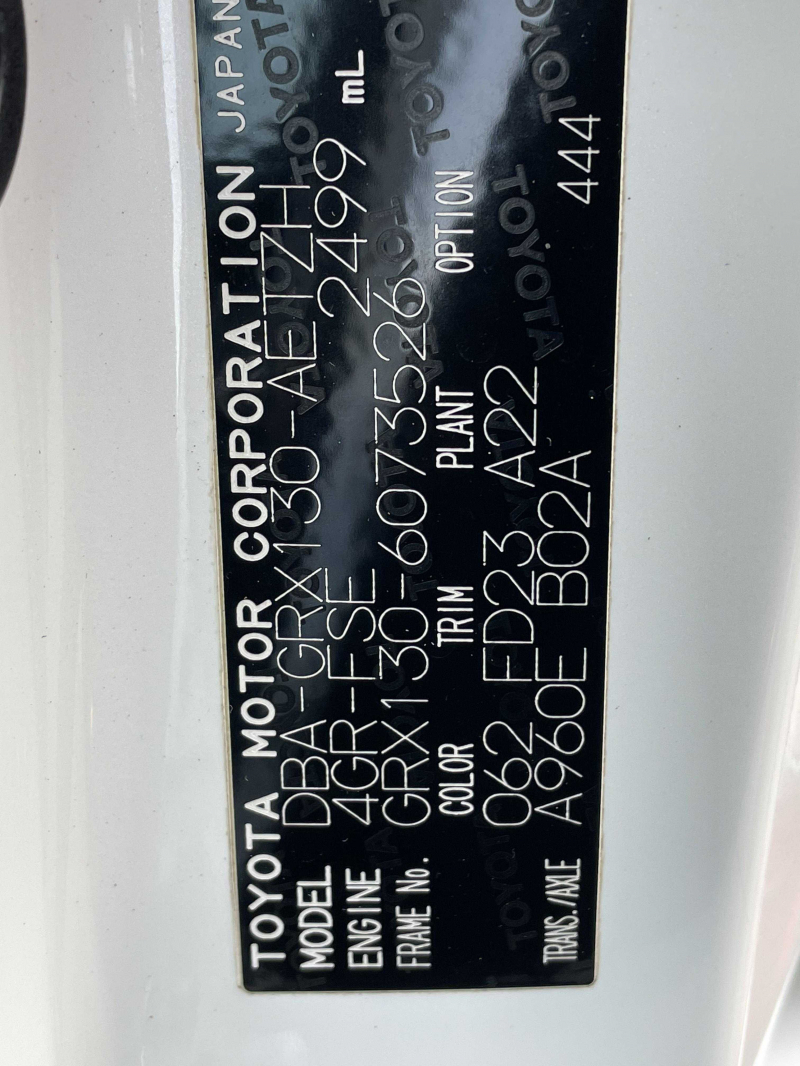 TOYOTA MOTOR CORPORATION JAPAN
MODEL DBA-GRX130-AETZH
ENGINE 4GR-FSE 2499 mL
FRAME No. GRX130-6073526
COLOR TRIM PLANT OPTION
062 FD23 A22
TRANS./AXLE A960E B02A 444